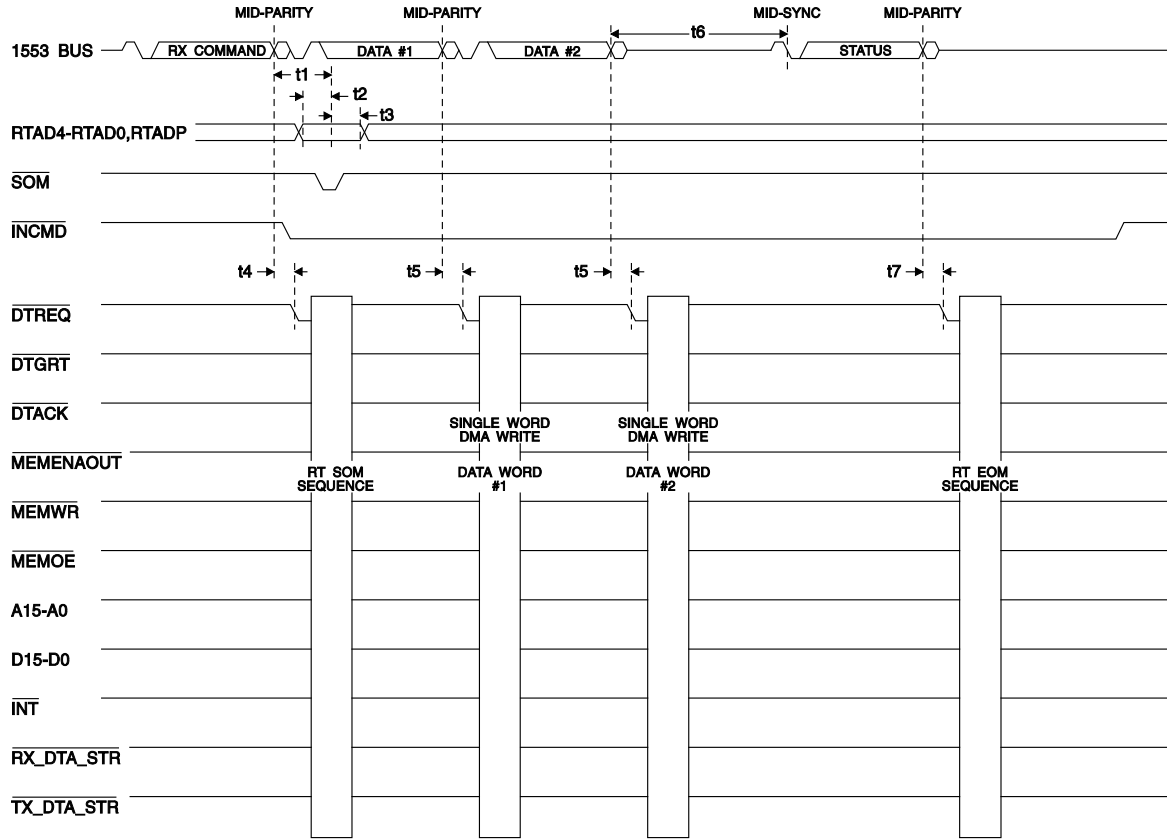 MID-PARITY MID-PARITY MID-SYNC MID-PARITY
t6
1553 BUS RX COMMAND DATA #1 DATA #2 STATUS
t1
t2
t3
RTAD4-RTAD0,RTADP
SOM
INCMD
t4 t5 t5 t7
DTREQ
DTGRT
DTACK
SINGLE WORD
DMA WRITE
SINGLE WORD
DMA WRITE
MEMENAOUT
RT SOM
SEQUENCE
DATA WORD
#1
DATA WORD
#2
RT EOM
SEQUENCE
MEMWR
MEMOE
A15-A0
D15-D0
INT
RX_DTA_STR
TX_DTA_STR